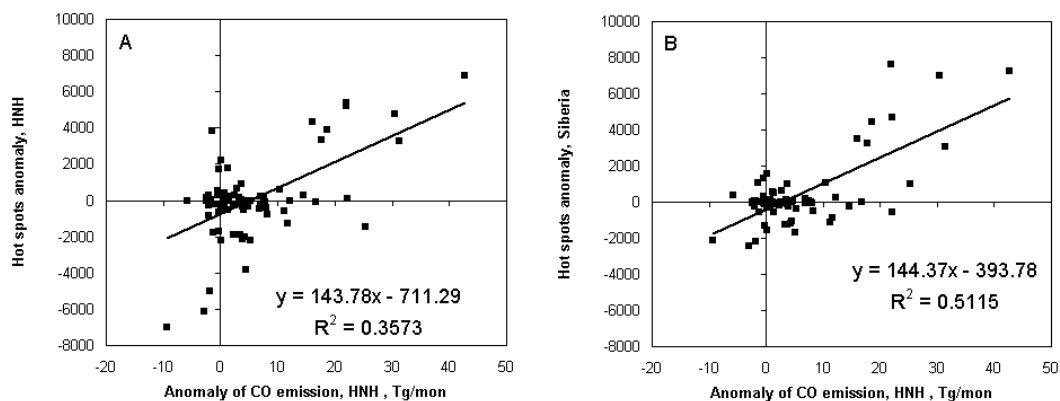 A
10000
8000
6000
4000
2000
0
-2000
-4000
-6000
-8000
-20 -10 0 10 20 30 40 50
Hot spots anomaly, HNH
Anomaly of CO emission, HNH , Tg/mon
y = 143.78x - 711.29
R² = 0.3573
B
10000
8000
6000
4000
2000
0
-2000
-4000
-6000
-8000
-20 -10 0 10 20 30 40 50
Hot spots anomaly, Siberia
Anomaly of CO emission, HNH , Tg/mon
y = 144.37x - 393.78
R² = 0.5115